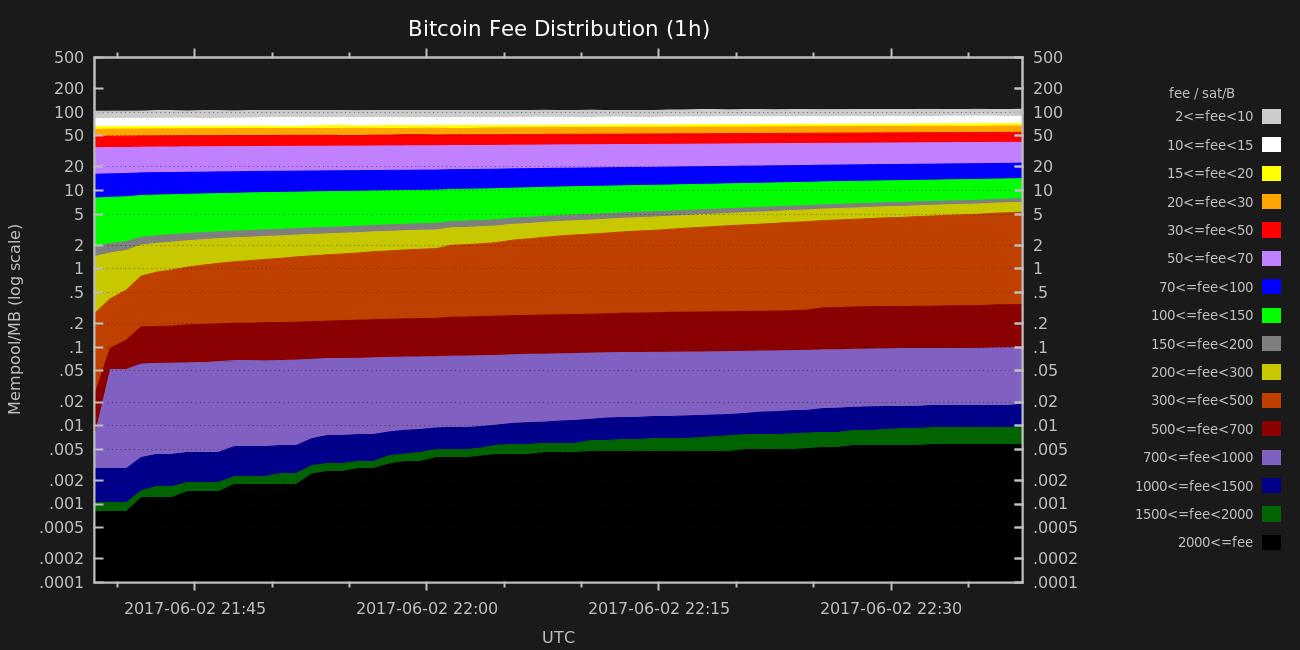 Bitcoin Fee Distribution (1h)
Mempool/MB (log scale)
500
200
100
50
20
10
5
2
1
.5
.2
.1
.05
.02
.01
.005
.002
.001
.0005
.0002
.0001
500
200
100
50
20
10
5
2
1
.5
.2
.1
.05
.02
.01
.005
.002
.001
.0005
.0002
.0001
2017-06-02 21:45
2017-06-02 22:00
2017-06-02 22:15
2017-06-02 22:30
UTC
fee / sat/B
2<=fee<10
10<=fee<15
15<=fee<20
20<=fee<30
30<=fee<50
50<=fee<70
70<=fee<100
100<=fee<150
150<=fee<200
200<=fee<300
300<=fee<500
500<=fee<700
700<=fee<1000
1000<=fee<1500
1500<=fee<2000
2000<=fee